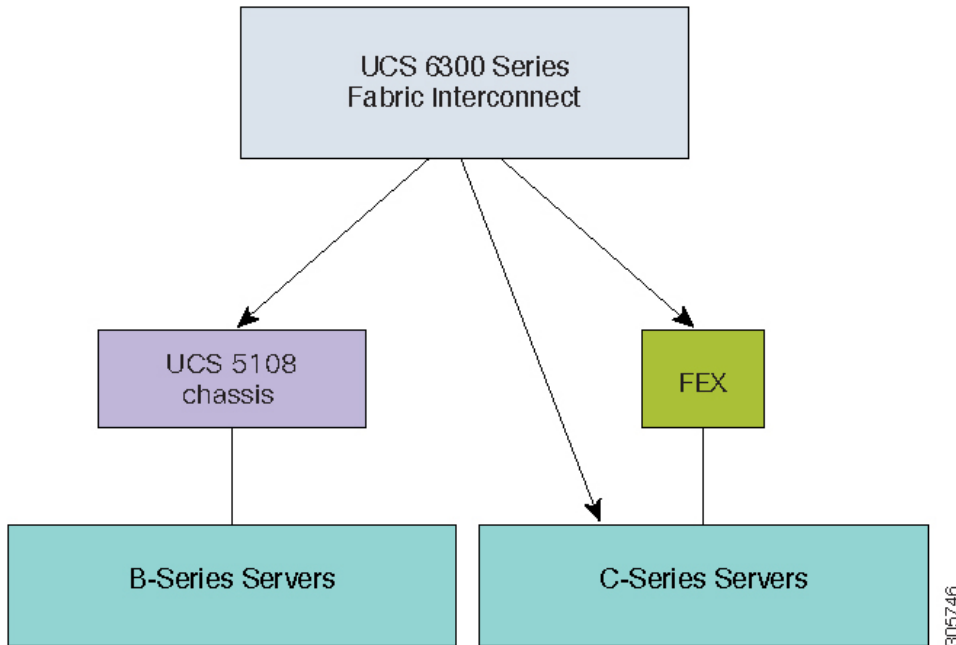 UCS 6300 Series
Fabric Interconnect
UCS 5108
chassis
FEX
B-Series Servers
C-Series Servers
305746